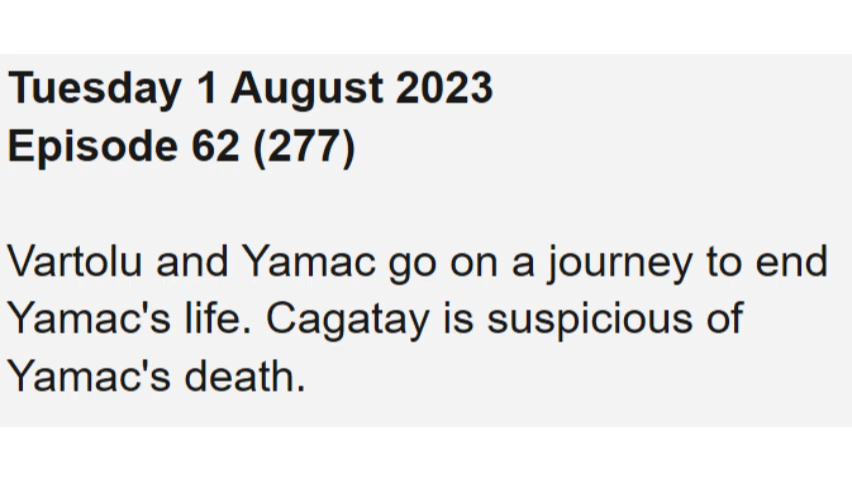 Tuesday 1 August 2023
Episode 62 (277)
Vartolu and Yamac go on a journey to end
Yamac's life. Cagatay is suspicious of
Yamac's death.